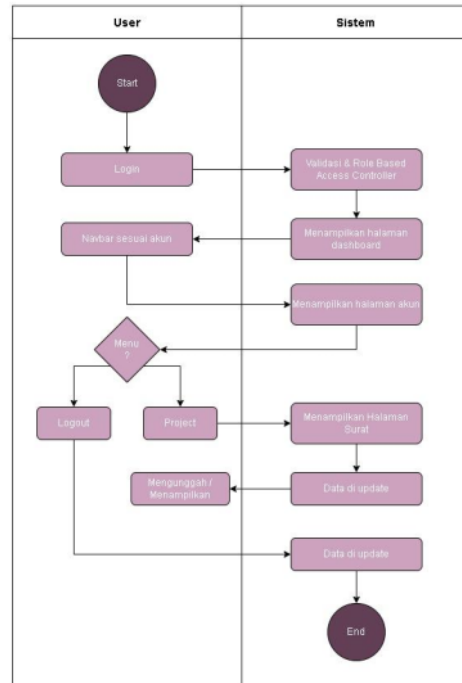 User
Sistem
Start
Login
Validasi & Role Based
Access Controller
Navbar sesuai akun
Menampilkan halaman
dashboard
Menampilkan halaman akun
Menu
?
Logout
Project
Menampilkan Halaman
Surat
Mengunggah /
Menampilkan
Data di update
Data di update
End